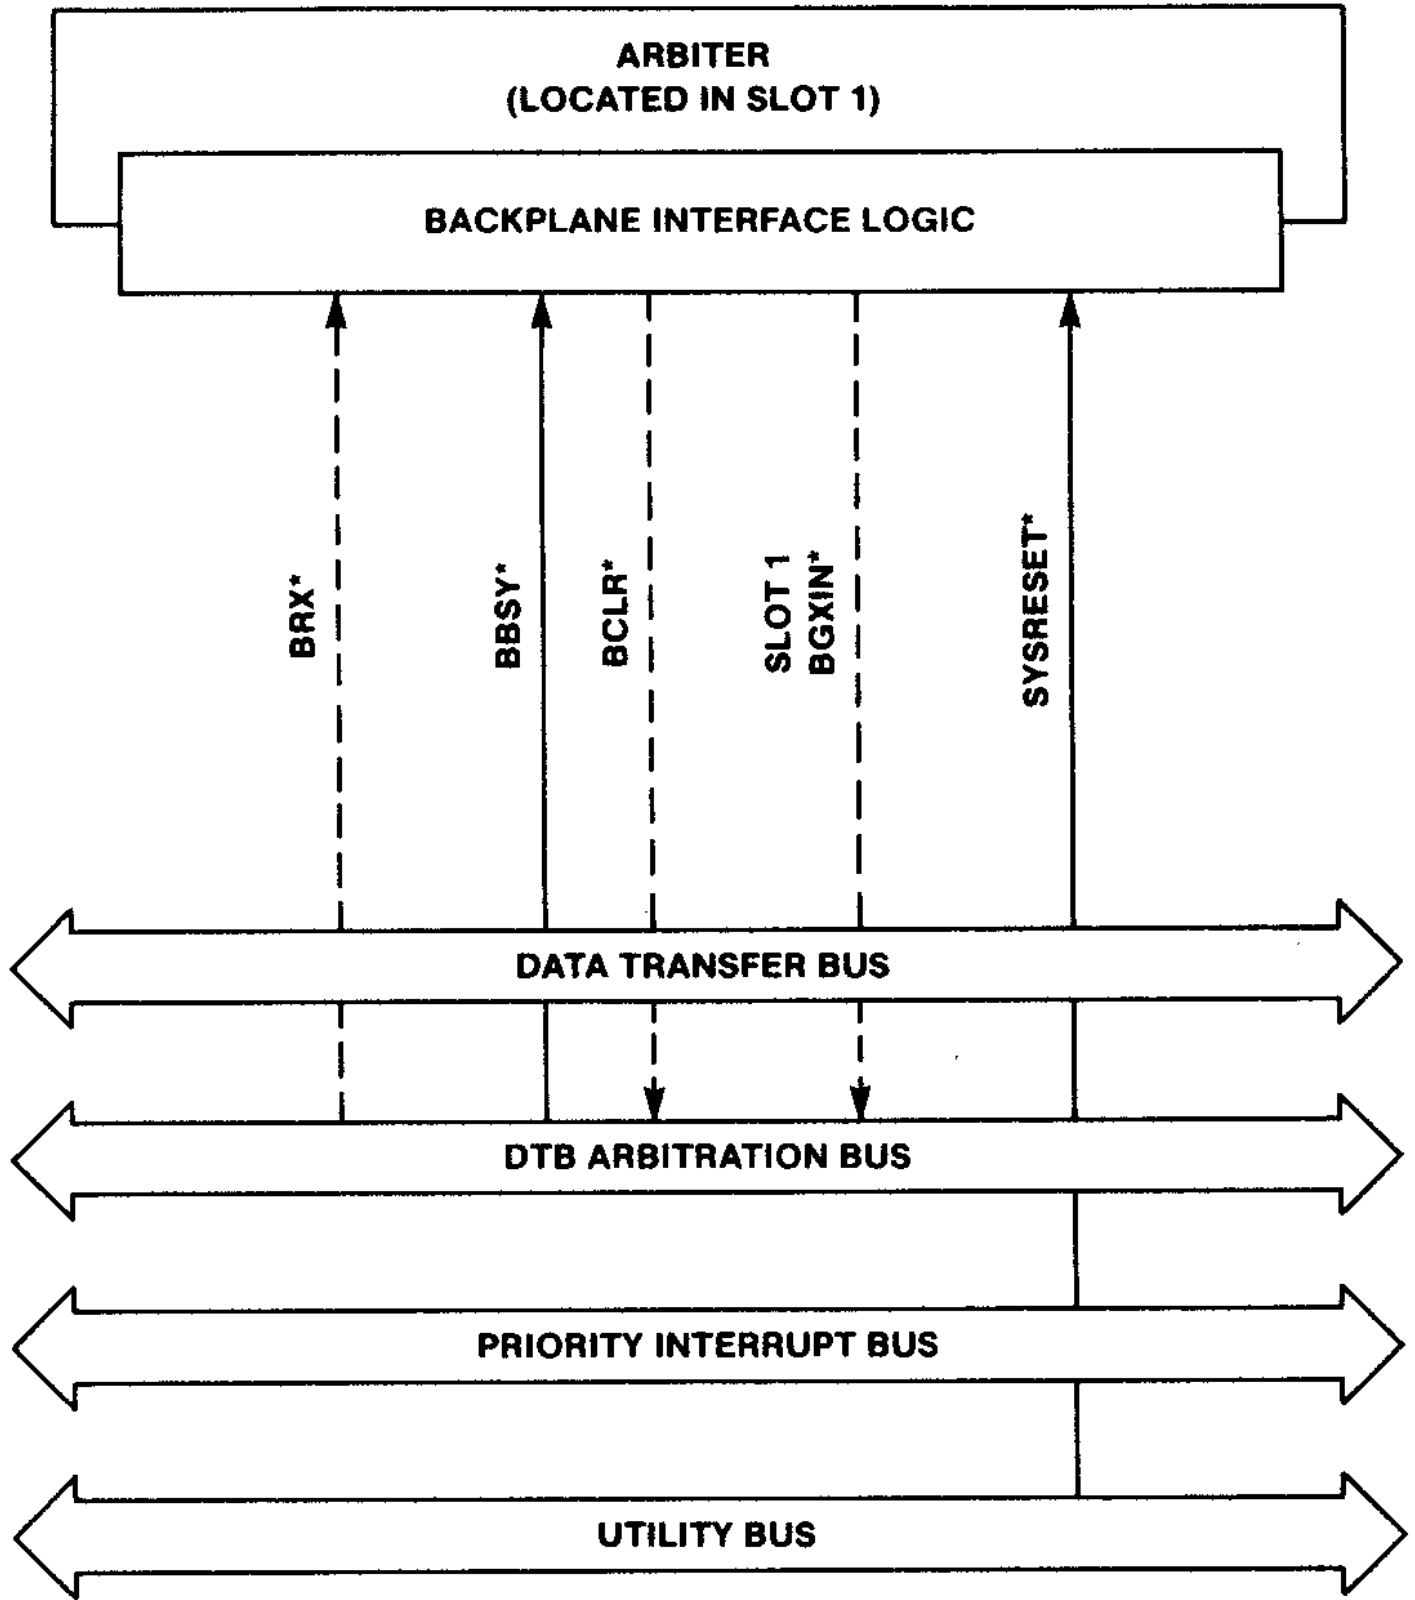 ARBITER
(LOCATED IN SLOT 1)
BACKPLANE INTERFACE LOGIC
BRX*
BBSY*
BCLR*
SLOT 1
BGXIN*
SYSRESET*
DATA TRANSFER BUS
DTB ARBITRATION BUS
PRIORITY INTERRUPT BUS
UTILITY BUS